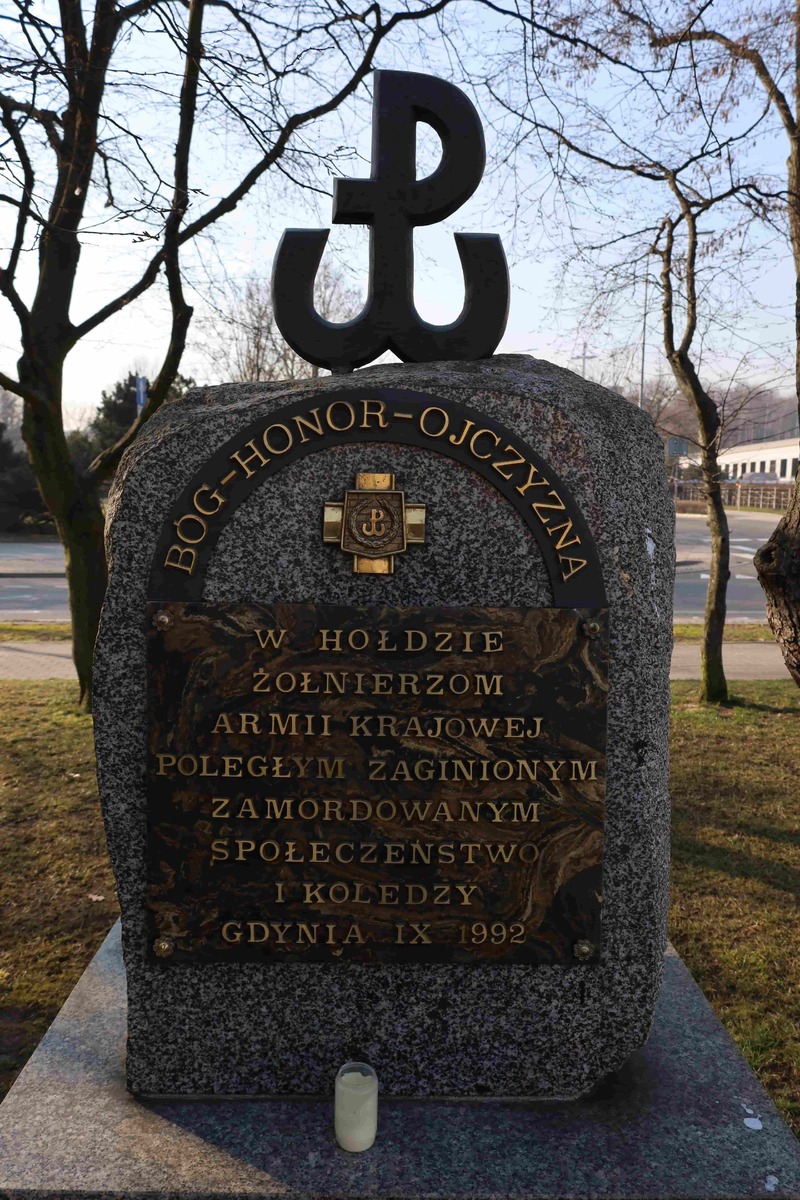 BÓG-HONOR-OJCZYZNA
W HOŁDZIE
ŻOŁNIERZOM
ARMII KRAJOWEJ
POLEGŁYM ZAGINIONYM
ZAMORDOWANYM
SPOŁECZEŃSTWO
I KOLEDZY
GDYNIA IX 1992